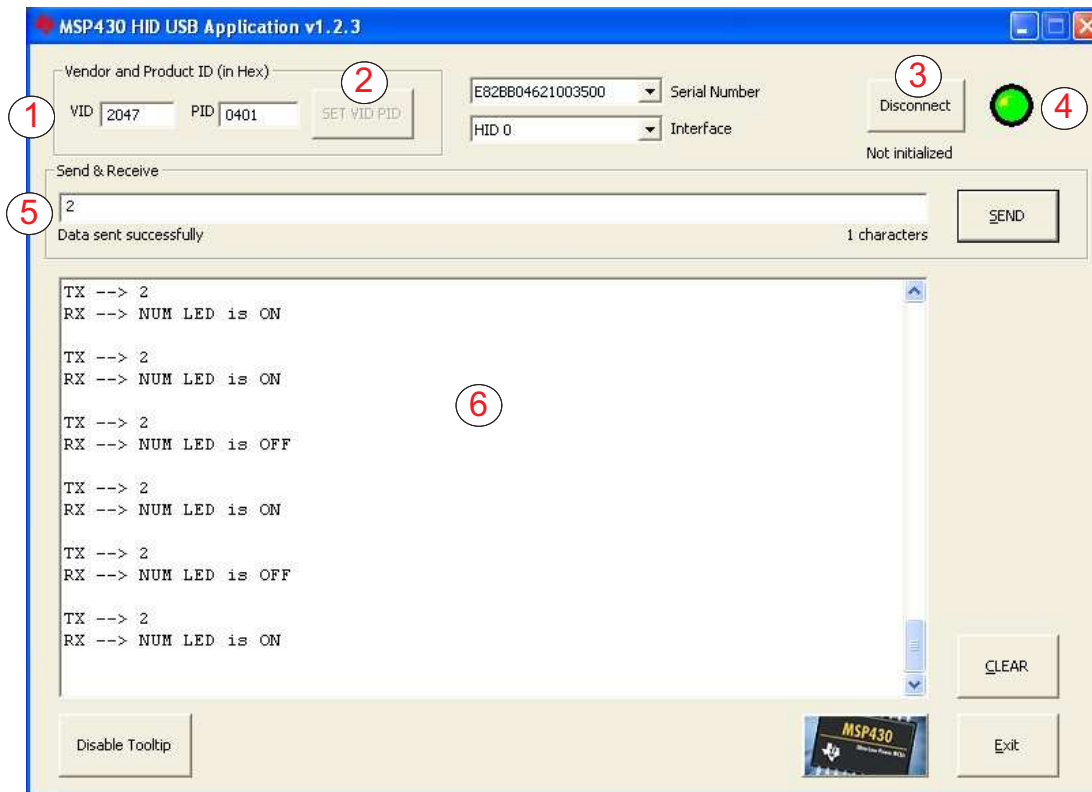 MSP430 HID USB Application v1.2.3
Vendor and Product ID (in Hex)
1
VID 2047 PID 0401
2
SET VID PID
E82BB04621003500 Serial Number
HID 0 Interface
3
Disconnect
4
Not initialized
Send & Receive
5
2
SEND
Data sent successfully 1 characters
TX --> 2
RX --> NUM LED is ON
TX --> 2
RX --> NUM LED is ON
TX --> 2
RX --> NUM LED is OFF
TX --> 2
RX --> NUM LED is ON
TX --> 2
RX --> NUM LED is OFF
TX --> 2
RX --> NUM LED is ON
6
CLEAR
Disable Tooltip
MSP430
Exit